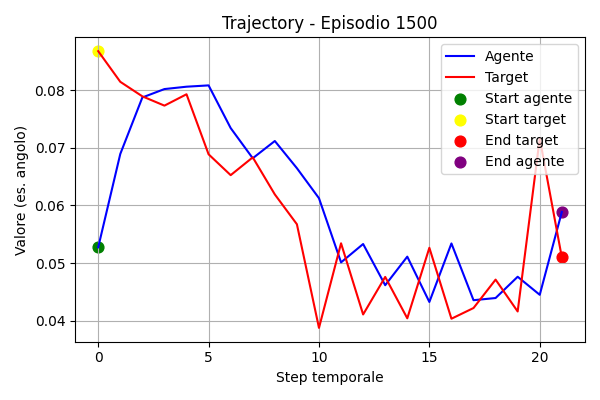 Trajectory - Episodio 1500
Agente
Target
Start agente
Start target
End target
End agente
Valore (es. angolo)
0.08
0.07
0.06
0.05
0.04
0
5
10
15
20
Step temporale